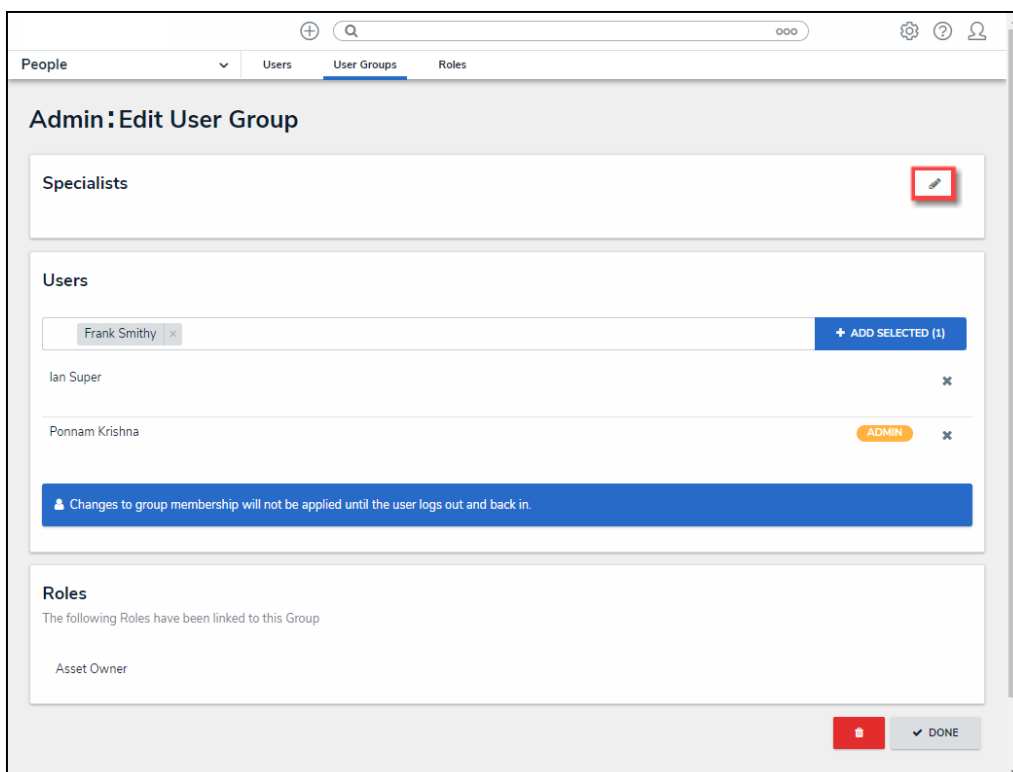 People Users User Groups Roles
Admin:Edit User Group
Specialists
Users
Frank Smithy × + ADD SELECTED (1)
Ian Super
Ponnam Krishna ADMIN
Changes to group membership will not be applied until the user logs out and back in.
Roles
The following Roles have been linked to this Group
Asset Owner
DONE